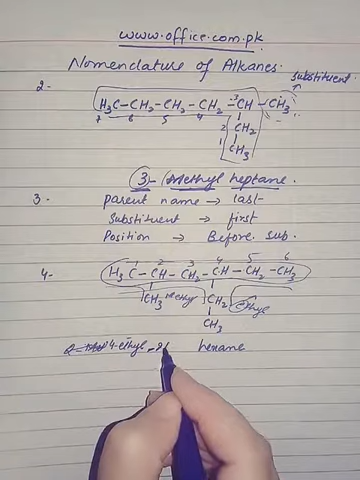 www.office.com.pk
Nomenclature of Alkanes.
substituent
2-
H₃C-CH₂-CH₂-CH₂-CH-CH₃
7 6 5 4 3
2 CH₂
1 CH₃
3-Methyl heptane.
3- parent name → last
substituent → first
Position → Before sub.
4-
1 2 3 4 5 6
H₃C-CH-CH₂-CH-CH₂-CH₃
CH₃ methyl CH₂ ethyl
CH₃
4-ethyl- hexane